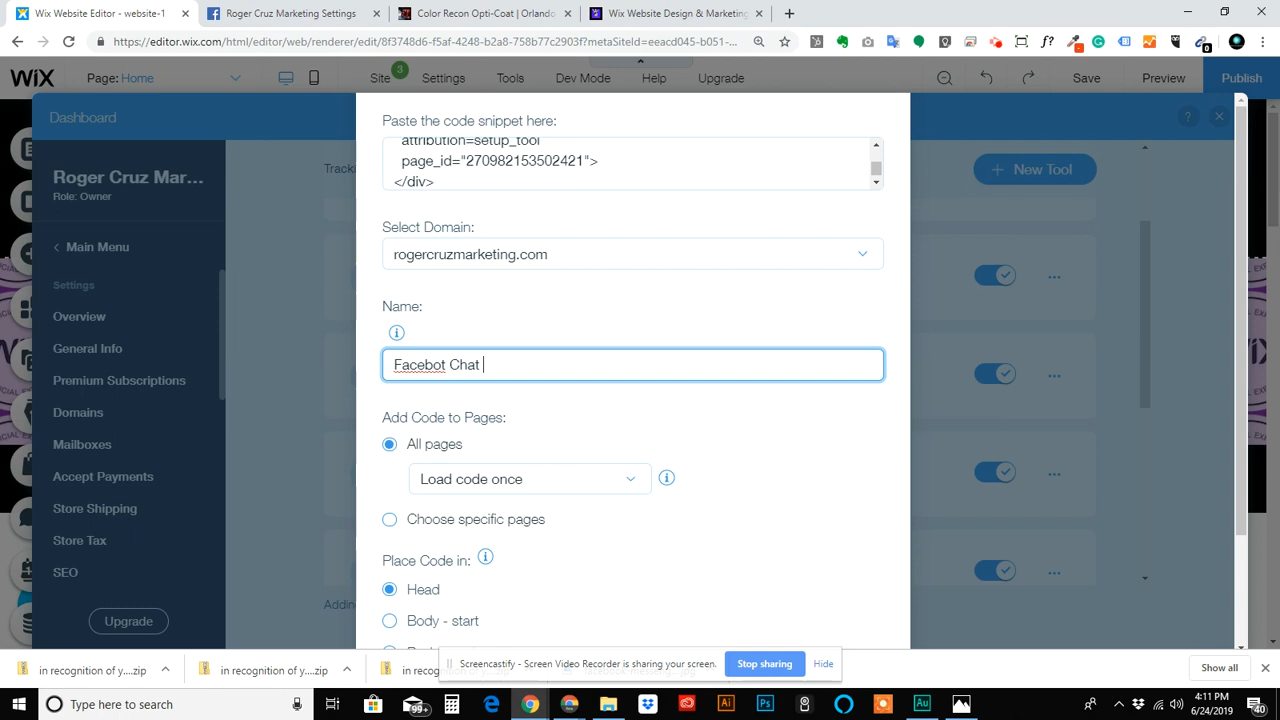 Wix Website Editor - website-1
Roger Cruz Marketing Settings
Color Recon Opti-Coat | Orlando
Wix Website Design & Marketing
https://editor.wix.com/html/editor/web/renderer/edit/8f3748d6-f5af-4248-b2a8-758b77c2903f?metaSiteId=eeacd045-b051-...
WiX
Page: Home
Site
3
Settings
Tools
Dev Mode
Help
Upgrade
Save
Preview
Publish
Dashboard
?
Roger Cruz Mar...
Role: Owner
Main Menu
Settings
Overview
General Info
Premium Subscriptions
Domains
Mailboxes
Accept Payments
Store Shipping
Store Tax
SEO
Upgrade
New Tool
Paste the code snippet here:
attribution=setup_tool
page_id="270982153502421">
</div>
Select Domain:
rogercruzmarketing.com
Name:
Facebot Chat
Add Code to Pages:
All pages
Load code once
Choose specific pages
Place Code in:
Head
Body - start
in recognition of y....zip
in recognition of y....zip
Screencastify - Screen Video Recorder is sharing your screen.
Stop sharing
Hide
Show all
Type here to search
99+
4:11 PM
6/24/2019
40